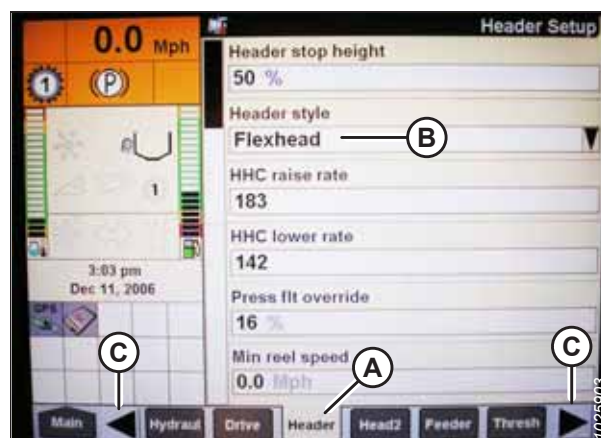 0.0 Mph
Header Setup
Header stop height
50 %
Header style
Flexhead
B
HHC raise rate
183
HHC lower rate
142
Press flt override
16 %
Min reel speed
0.0 Mph
1
P
1
3:03 pm
Dec 11, 2006
GPS
C
A
C
Main
Hydraul
Drive
Header
Head2
Feeder
Thresh
1025903